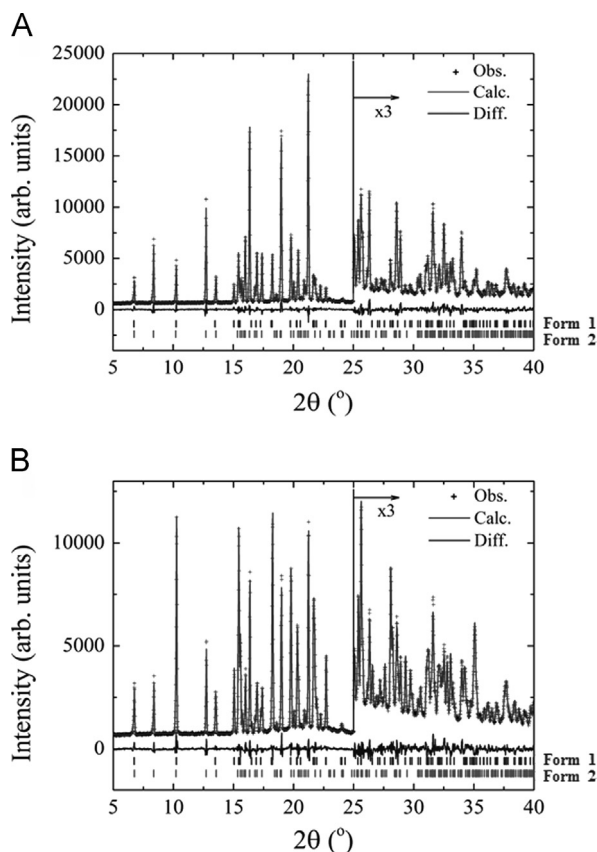 A
25000
20000
15000
10000
5000
0
Intensity (arb. units)
+ Obs.
Calc.
Diff.
x3
Form 1
Form 2
5 10 15 20 25 30 35 40
2θ (°)
B
10000
5000
0
Intensity (arb. units)
+ Obs.
Calc.
Diff.
x3
Form 1
Form 2
5 10 15 20 25 30 35 40
2θ (°)